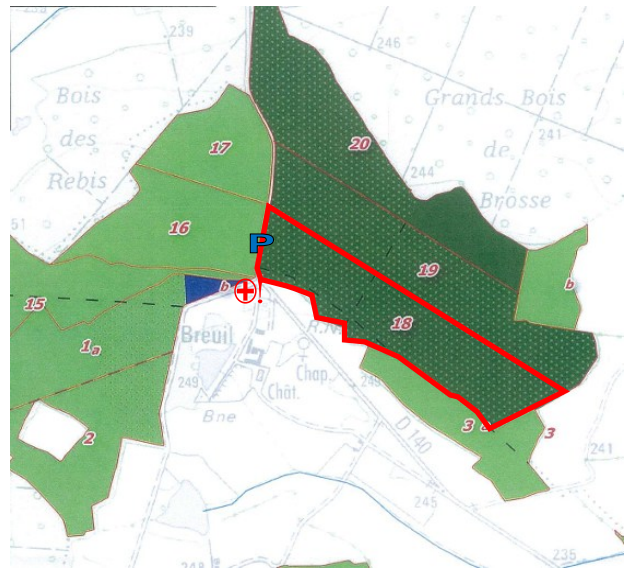 239
246
Bois
des
Rebis
Grands Bois
de
Brosse
241
17
20
244
51
16
P
19
b
b
15
18
Breuil
1a
249
Chap.
Chât.
Bne
2
3
3
D 140
241
245
235